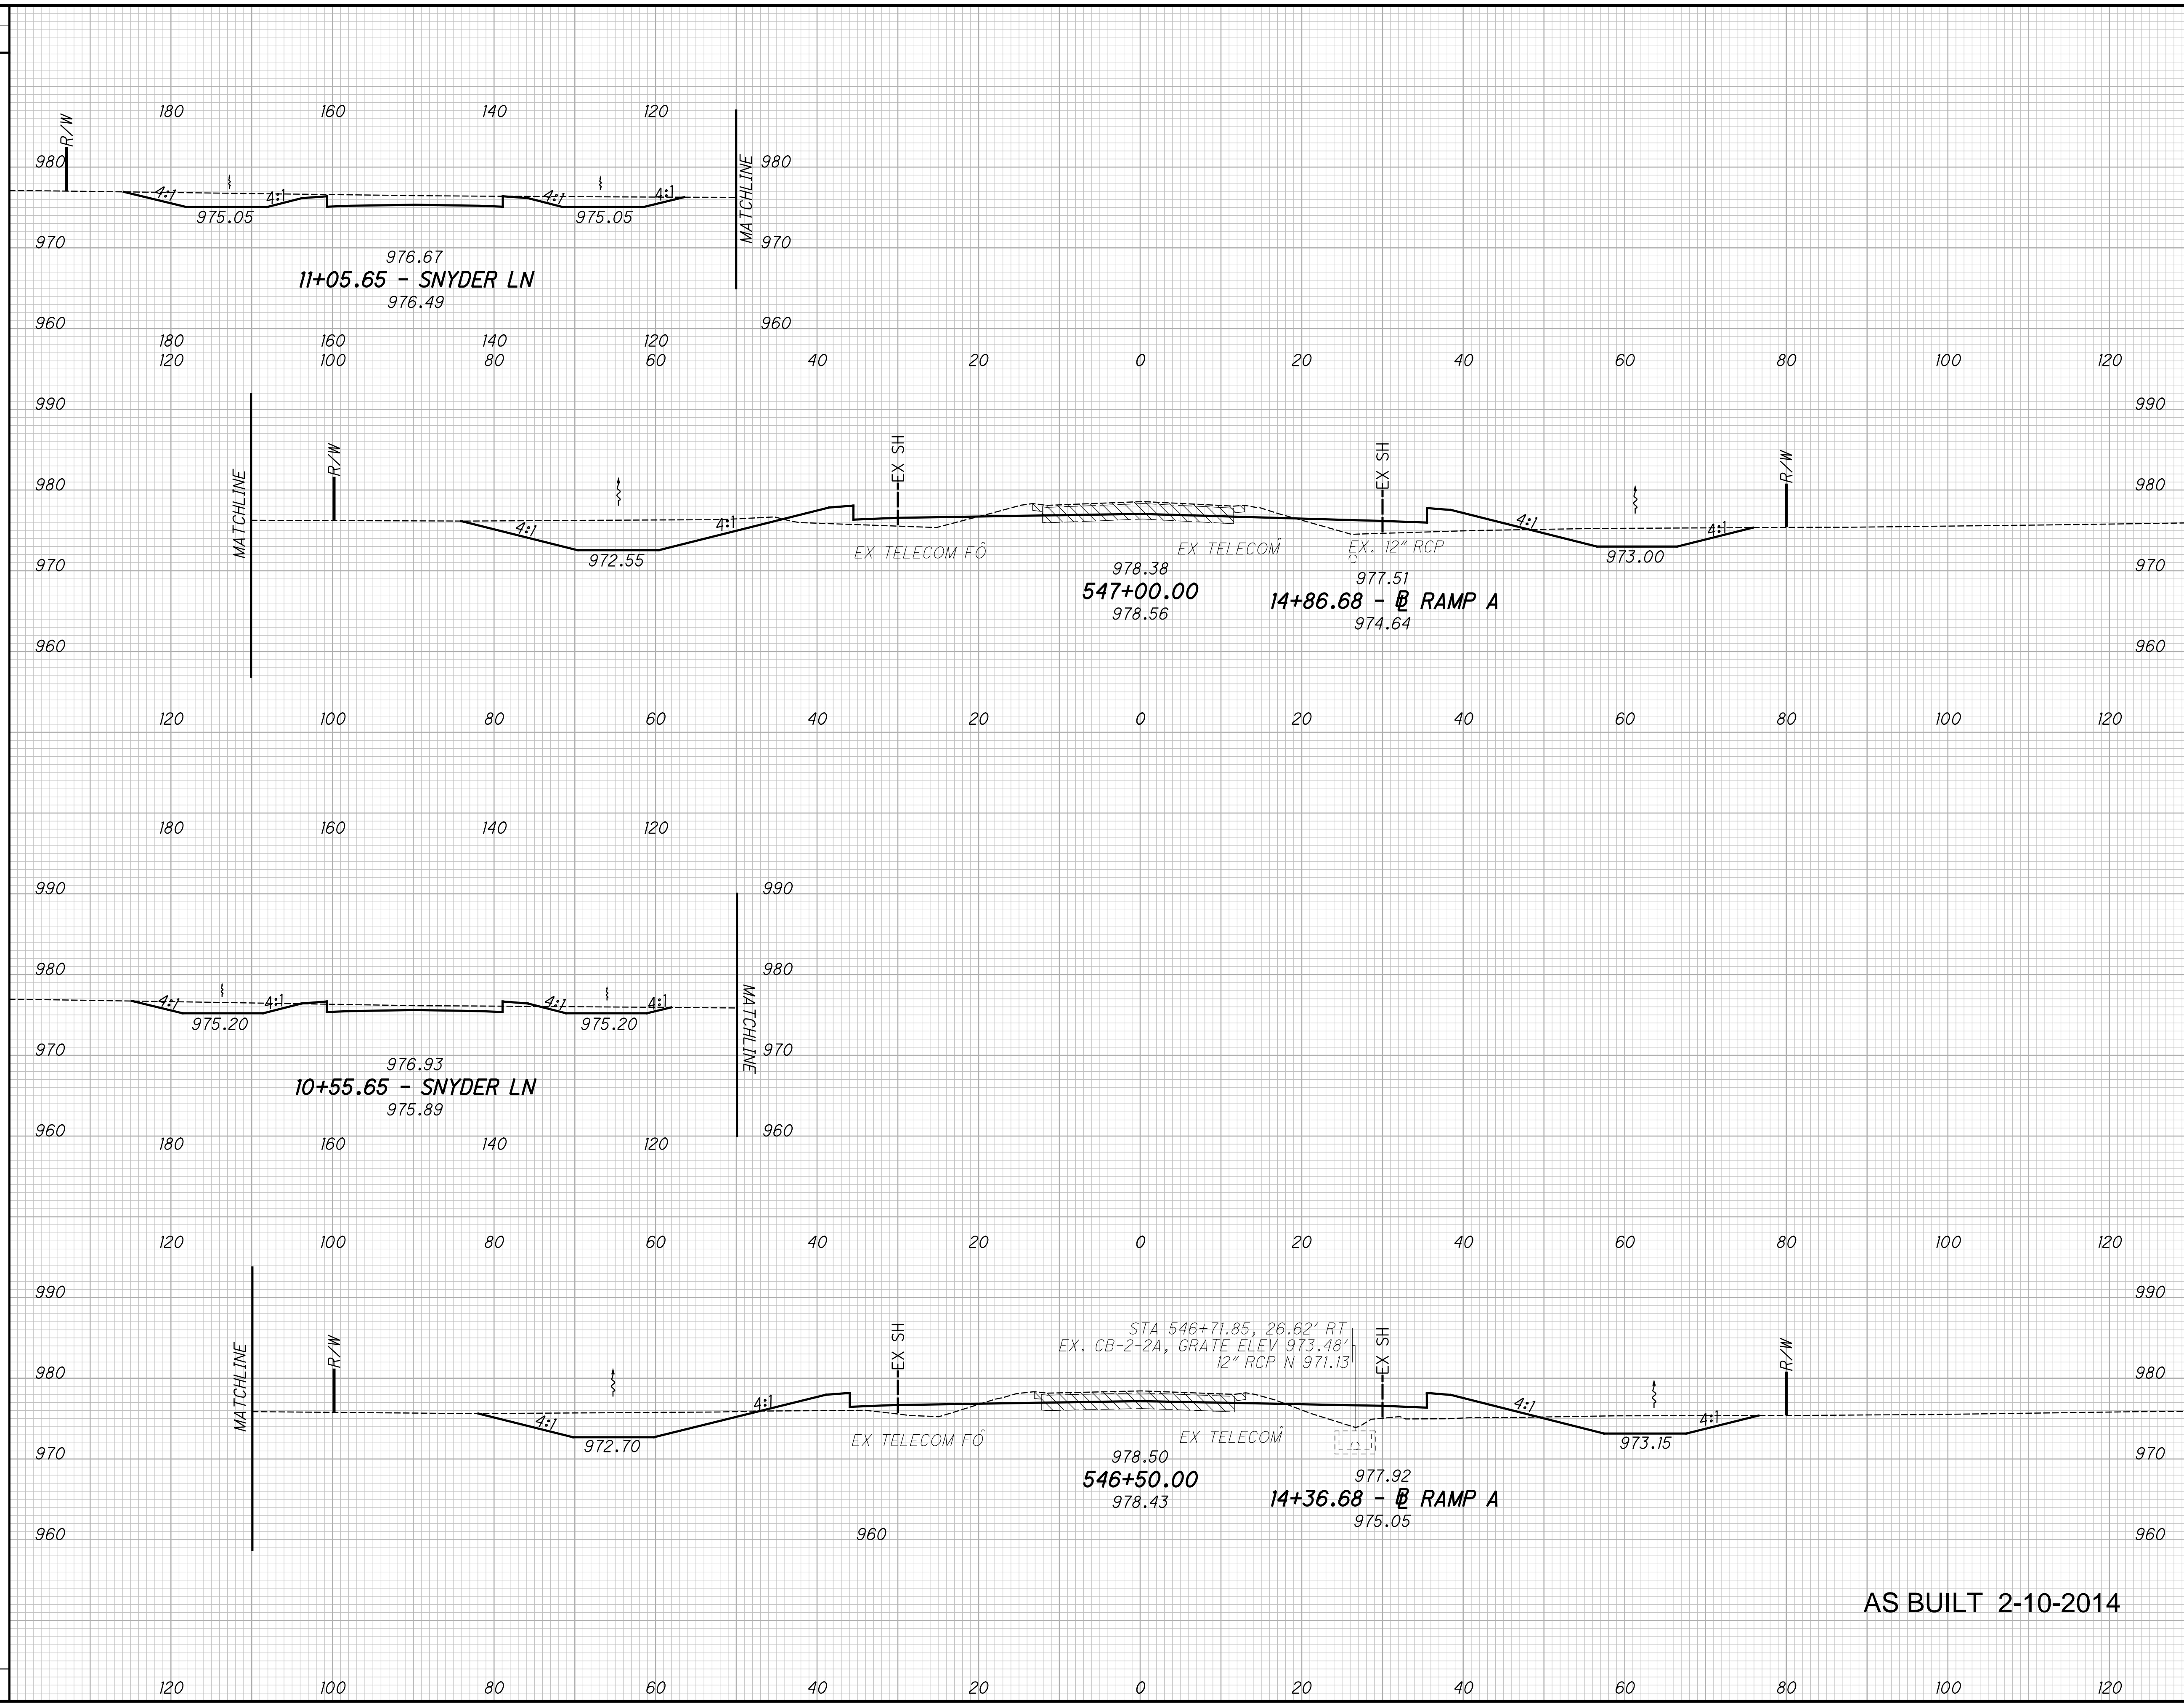 180 160 140 120
R/W
980 980
4:1 4:1 4:1 4:1
MATCHLINE
975.05 975.05
970 970
976.67
11+05.65 - SNYDER LN
976.49
960 960
180 160 140 120
120 100 80 60 40 20 0 20 40 60 80 100 120
990 990
MATCHLINE R/W EX SH EX SH R/W
980 980
4:1 4:1 4:1 4:1
972.55 EX TELECOM FO EX TELECOM EX. 12" RCP 973.00
970 970
978.38 977.51
547+00.00 14+86.68 - BL RAMP A
978.56 974.64
960 960
120 100 80 60 40 20 0 20 40 60 80 100 120
180 160 140 120
990 990
980 980
MATCHLINE
4:1 4:1 4:1 4:1
975.20 975.20
970 970
976.93
10+55.65 - SNYDER LN
975.89
960 960
180 160 140 120
120 100 80 60 40 20 0 20 40 60 80 100 120
990 990
STA 546+71.85, 26.62' RT
EX. CB-2-2A, GRATE ELEV 973.48'
12" RCP N 971.13
MATCHLINE R/W EX SH EX SH R/W
980 980
4:1 4:1 4:1 4:1
972.70 EX TELECOM FO EX TELECOM 973.15
970 970
978.50 977.92
546+50.00 14+36.68 - BL RAMP A
978.43 975.05
960 960 960
AS BUILT 2-10-2014
120 100 80 60 40 20 0 20 40 60 80 100 120